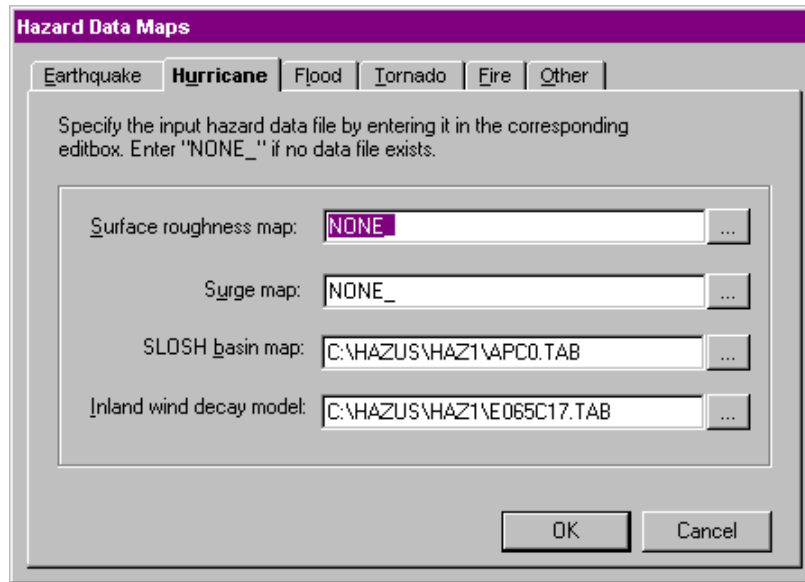 Hazard Data Maps
Earthquake Hurricane Flood Tornado Fire Other
Specify the input hazard data file by entering it in the corresponding
editbox. Enter "NONE_" if no data file exists.
Surface roughness map: NONE_ ...
Surge map: NONE_ ...
SLOSH basin map: C:\HAZUS\HAZ1\APC0.TAB ...
Inland wind decay model: C:\HAZUS\HAZ1\E065C17.TAB ...
OK Cancel